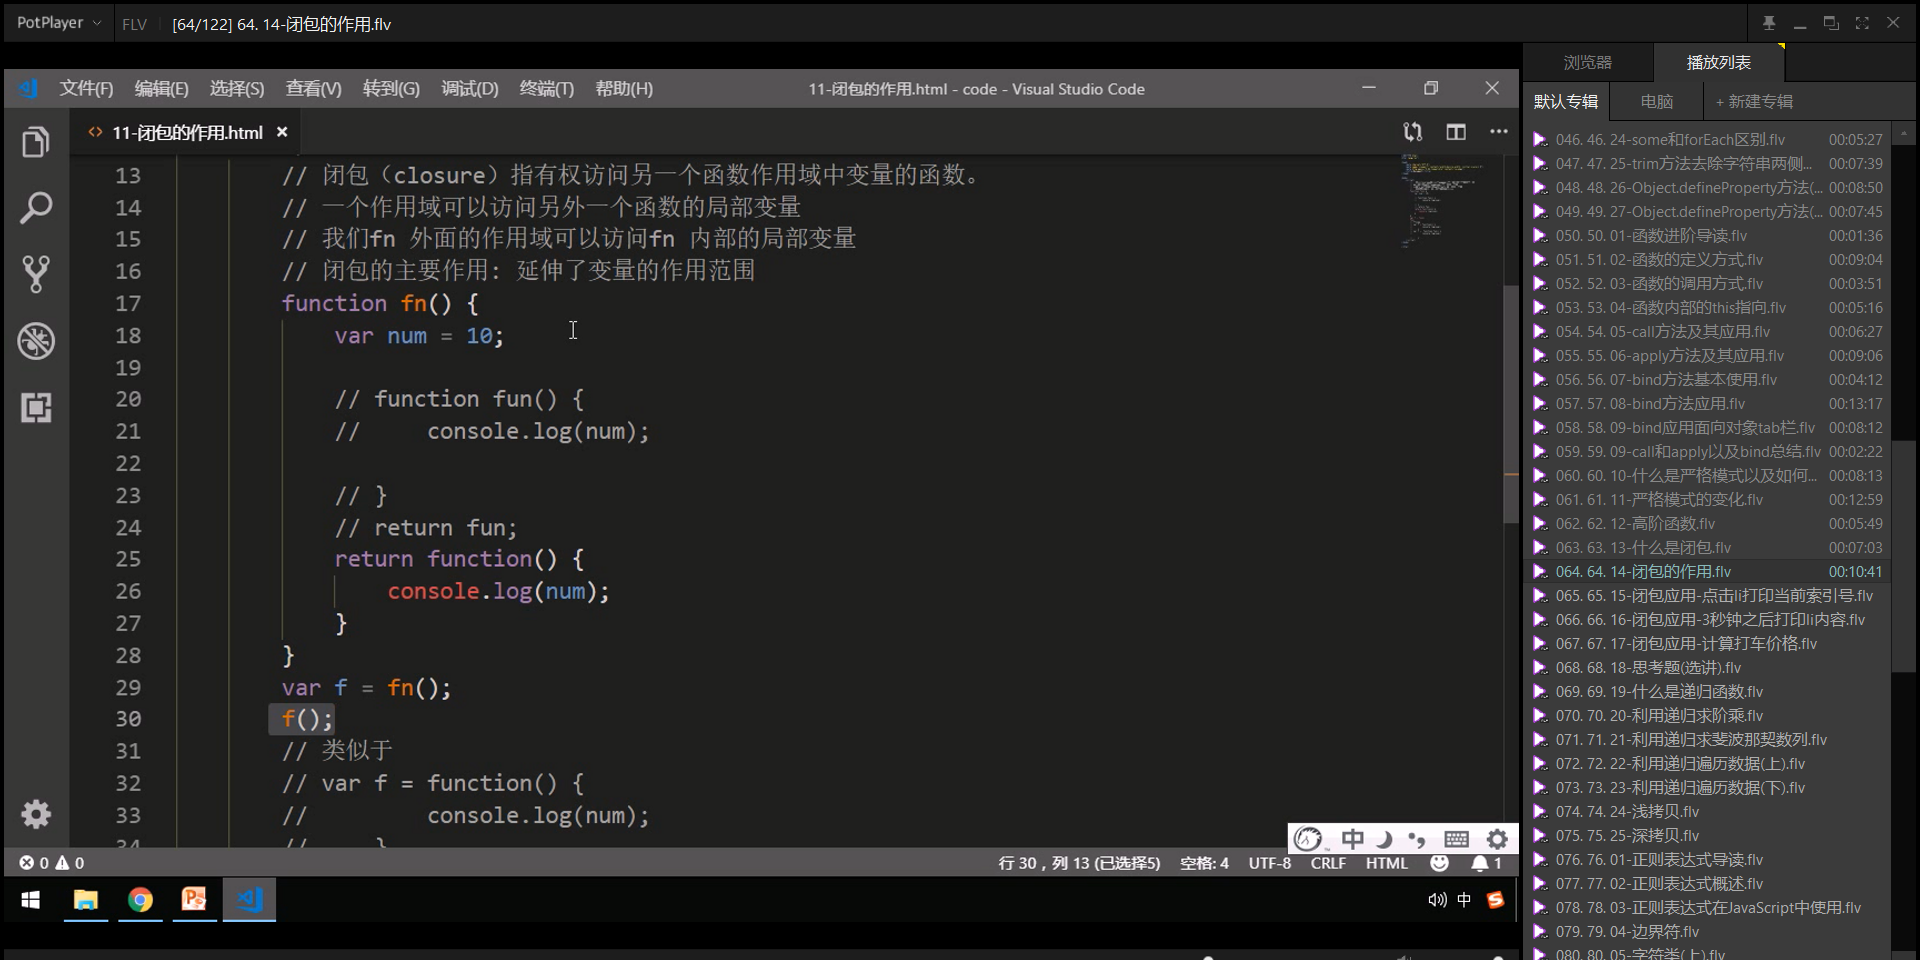 PotPlayer
FLV
[64/122] 64. 14-闭包的作用.flv
文件(F) 编辑(E) 选择(S) 查看(V) 转到(G) 调试(D) 终端(T) 帮助(H)
11-闭包的作用.html - code - Visual Studio Code
<> 11-闭包的作用.html ×
13 // 闭包（closure）指有权访问另一个函数作用域中变量的函数。
14 // 一个作用域可以访问另外一个函数的局部变量
15 // 我们fn 外面的作用域可以访问fn 内部的局部变量
16 // 闭包的主要作用: 延伸了变量的作用范围
17 function fn() {
18 var num = 10;
19
20 // function fun() {
21 // console.log(num);
22
23 // }
24 // return fun;
25 return function() {
26 console.log(num);
27 }
28 }
29 var f = fn();
30 f();
31 // 类似于
32 // var f = function() {
33 // console.log(num);
34 // }
中
0 0
行 30，列 13 (已选择5) 空格: 4 UTF-8 CRLF HTML 1
中
浏览器 播放列表
默认专辑 电脑 + 新建专辑
046. 46. 24-some和forEach区别.flv 00:05:27
047. 47. 25-trim方法去除字符串两侧... 00:07:39
048. 48. 26-Object.defineProperty方法(... 00:08:50
049. 49. 27-Object.defineProperty方法(... 00:07:45
050. 50. 01-函数进阶导读.flv 00:01:36
051. 51. 02-函数的定义方式.flv 00:09:04
052. 52. 03-函数的调用方式.flv 00:03:51
053. 53. 04-函数内部的this指向.flv 00:05:16
054. 54. 05-call方法及其应用.flv 00:06:27
055. 55. 06-apply方法及其应用.flv 00:09:06
056. 56. 07-bind方法基本使用.flv 00:04:12
057. 57. 08-bind方法应用.flv 00:13:17
058. 58. 09-bind应用面向对象tab栏.flv 00:08:12
059. 59. 09-call和apply以及bind总结.flv 00:02:22
060. 60. 10-什么是严格模式以及如何... 00:08:13
061. 61. 11-严格模式的变化.flv 00:12:59
062. 62. 12-高阶函数.flv 00:05:49
063. 63. 13-什么是闭包.flv 00:07:03
064. 64. 14-闭包的作用.flv 00:10:41
065. 65. 15-闭包应用-点击li打印当前索引号.flv
066. 66. 16-闭包应用-3秒钟之后打印li内容.flv
067. 67. 17-闭包应用-计算打车价格.flv
068. 68. 18-思考题(选讲).flv
069. 69. 19-什么是递归函数.flv
070. 70. 20-利用递归求阶乘.flv
071. 71. 21-利用递归求斐波那契数列.flv
072. 72. 22-利用递归遍历数据(上).flv
073. 73. 23-利用递归遍历数据(下).flv
074. 74. 24-浅拷贝.flv
075. 75. 25-深拷贝.flv
076. 76. 01-正则表达式导读.flv
077. 77. 02-正则表达式概述.flv
078. 78. 03-正则表达式在JavaScript中使用.flv
079. 79. 04-边界符.flv
080. 80. 05-字符类(上).flv